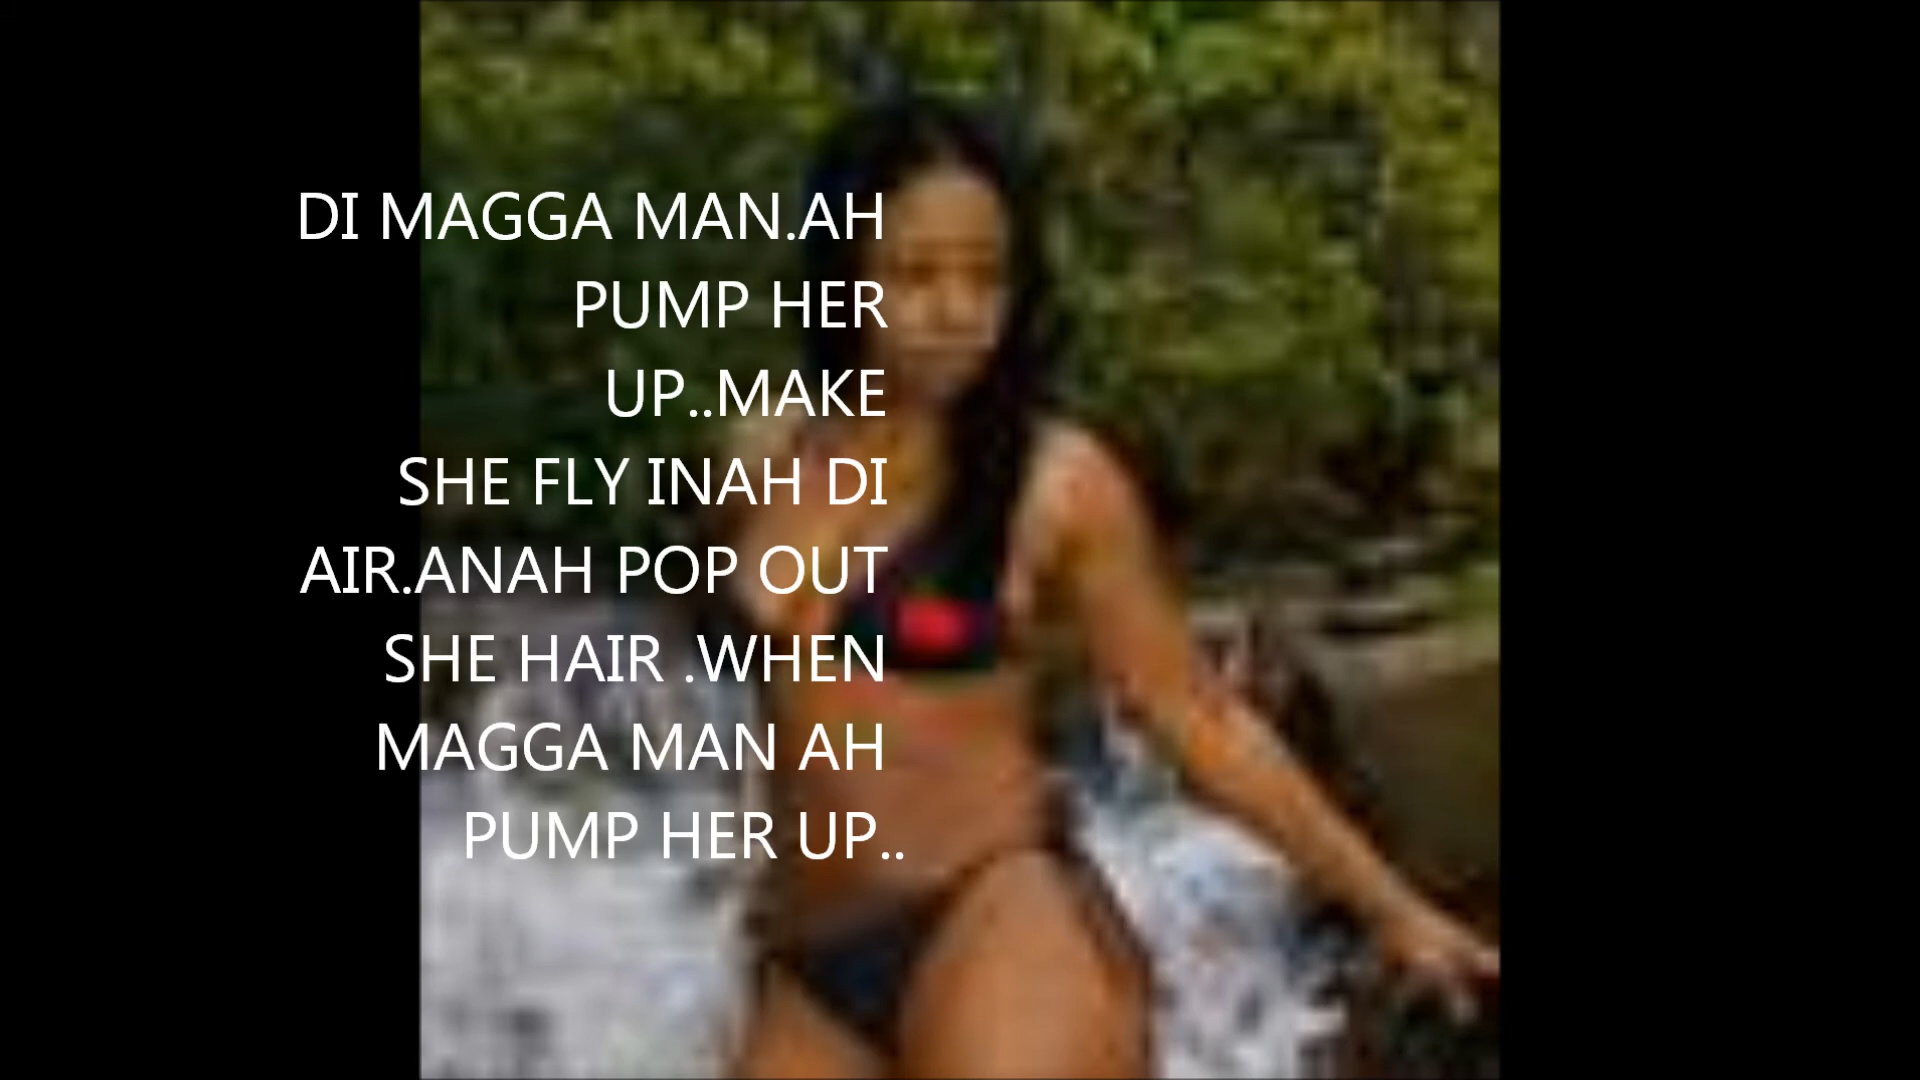 DI MAGGA MAN.AH
PUMP HER
UP..MAKE
SHE FLY INAH DI
AIR.ANAH POP OUT
SHE HAIR .WHEN
MAGGA MAN AH
PUMP HER UP..